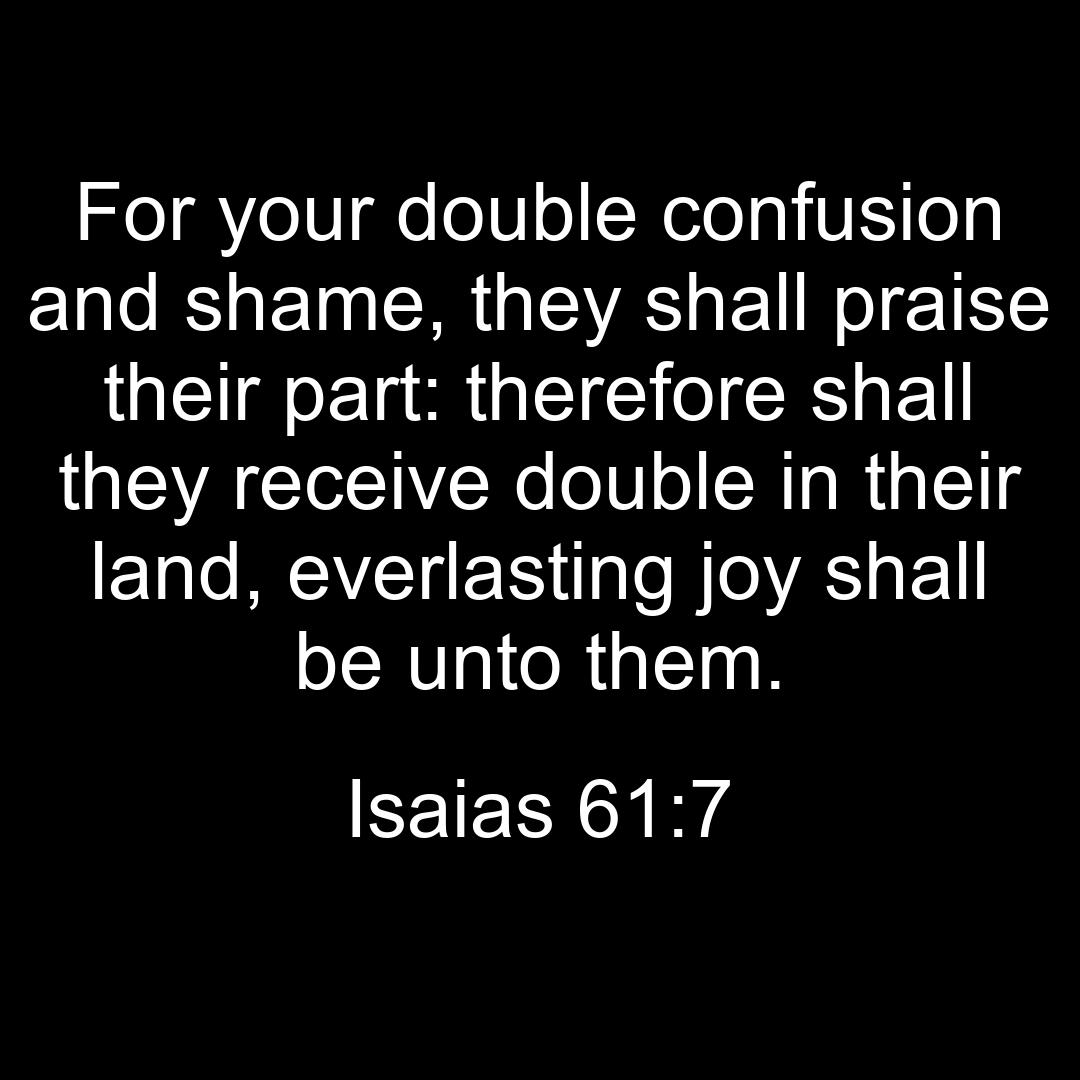 For your double confusion
and shame, they shall praise
their part: therefore shall
they receive double in their
land, everlasting joy shall
be unto them.
Isaias 61:7